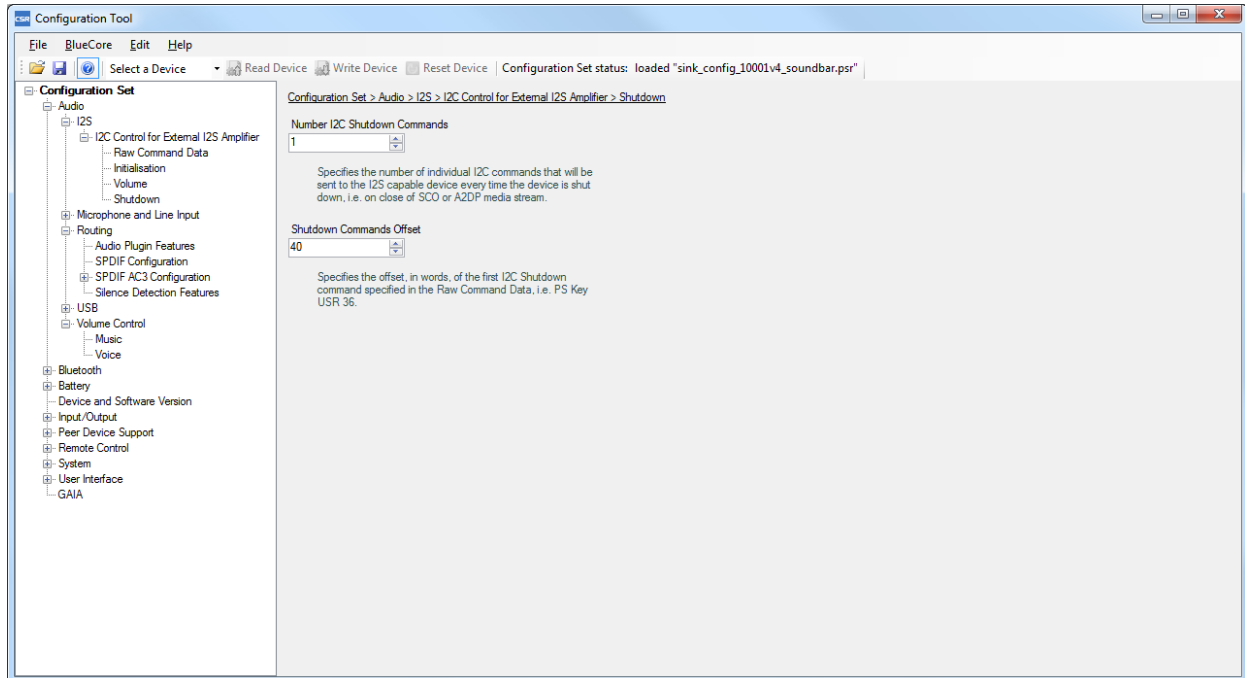 CSR Configuration Tool
File BlueCore Edit Help
Select a Device Read Device Write Device Reset Device Configuration Set status: loaded "sink_config_10001v4_soundbar.psr"
Configuration Set
Audio
I2S
I2C Control for External I2S Amplifier
Raw Command Data
Initialisation
Volume
Shutdown
Microphone and Line Input
Routing
Audio Plugin Features
SPDIF Configuration
SPDIF AC3 Configuration
Silence Detection Features
USB
Volume Control
Music
Voice
Bluetooth
Battery
Device and Software Version
Input/Output
Peer Device Support
Remote Control
System
User Interface
GAIA
Configuration Set > Audio > I2S > I2C Control for External I2S Amplifier > Shutdown
Number I2C Shutdown Commands
1
Specifies the number of individual I2C commands that will be
sent to the I2S capable device every time the device is shut
down, i.e. on close of SCO or A2DP media stream.
Shutdown Commands Offset
40
Specifies the offset, in words, of the first I2C Shutdown
command specified in the Raw Command Data, i.e. PS Key
USR 36.